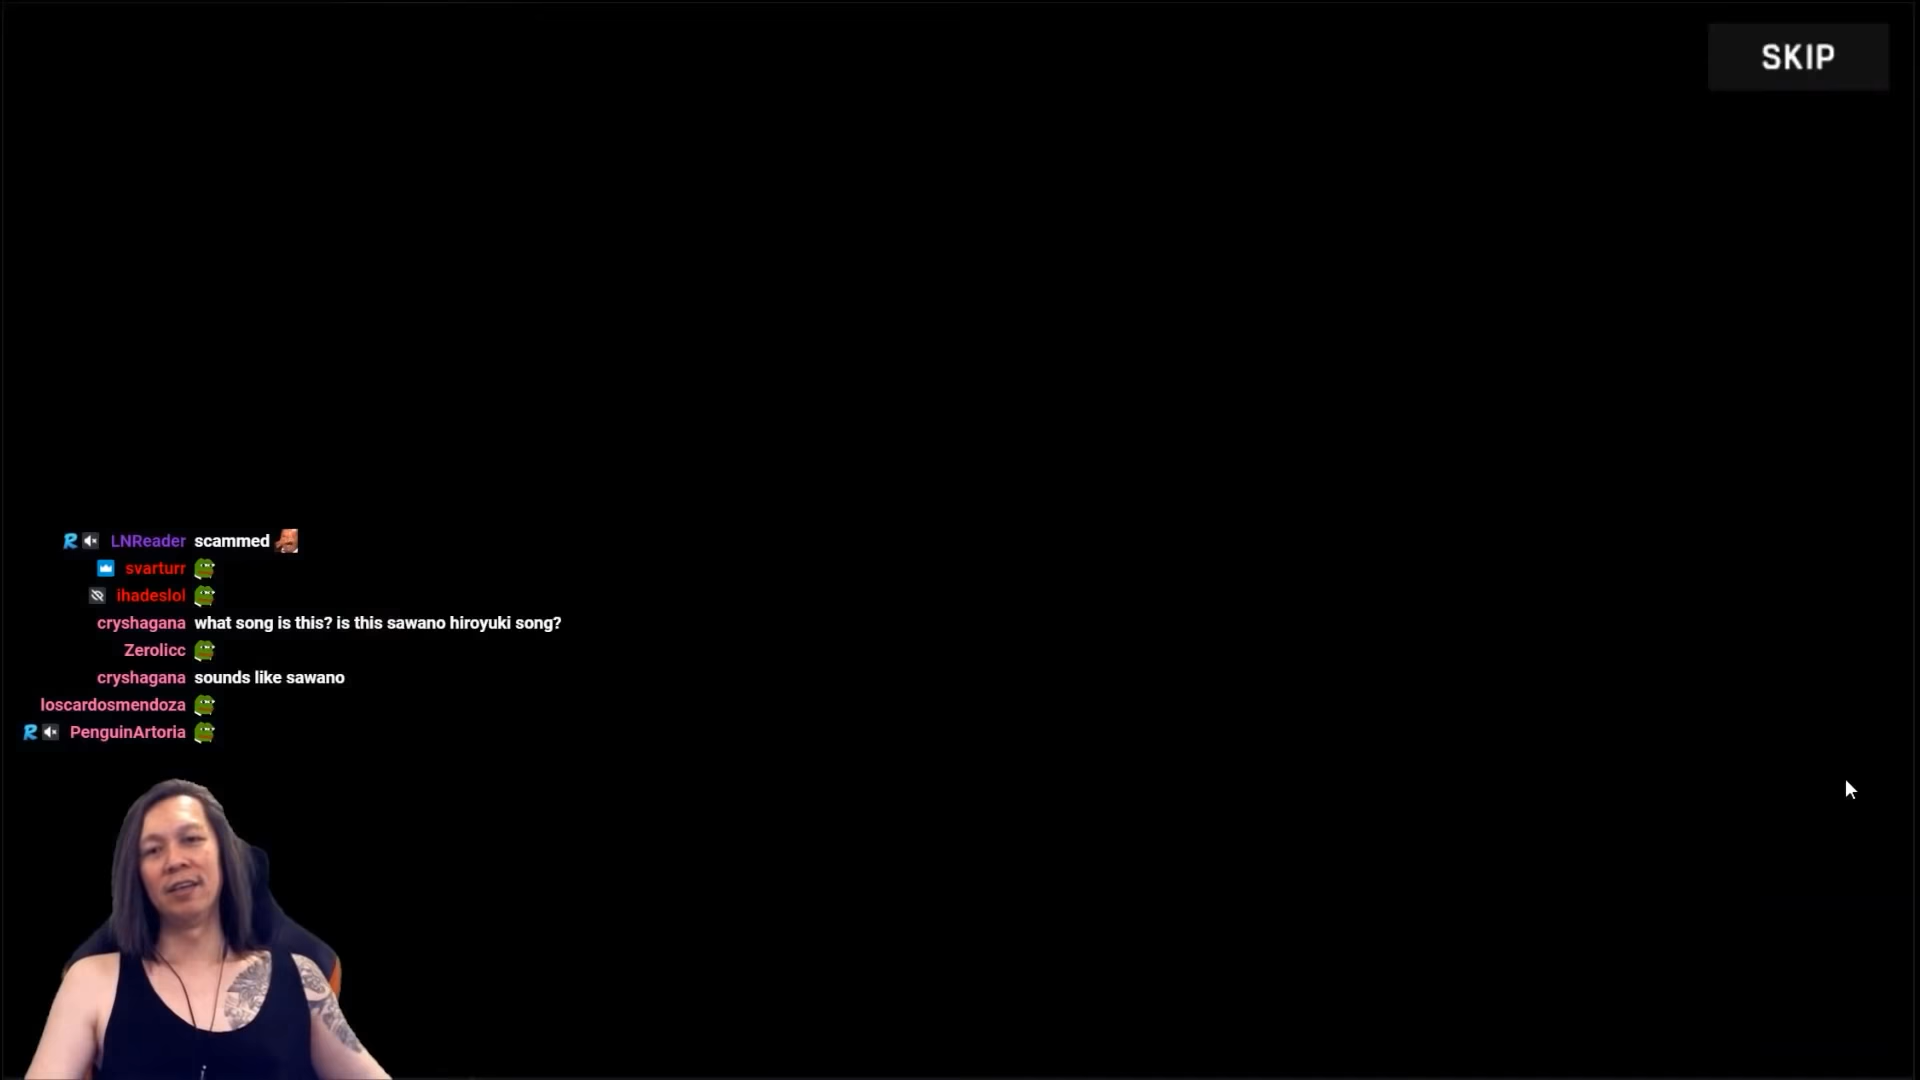 SKIP
LNReader scammed
svarturr
ihadeslol
cryshagana what song is this? is this sawano hiroyuki song?
Zerolicc
cryshagana sounds like sawano
loscardosmendoza
PenguinArtoria